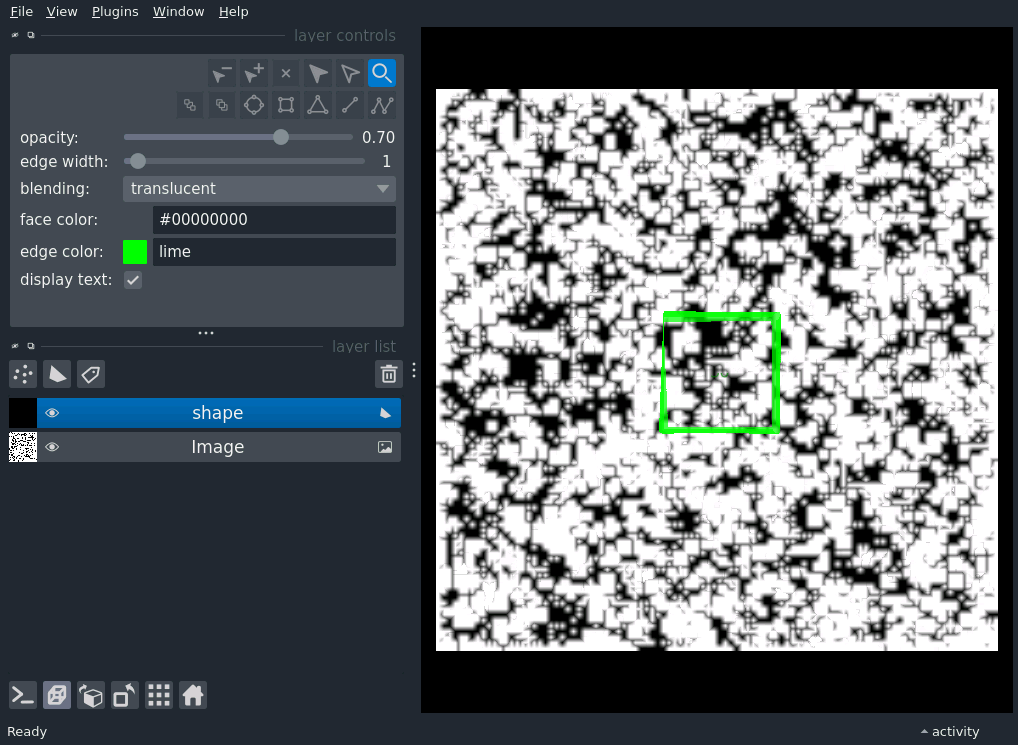 File View Plugins Window Help
layer controls
opacity: 0.70
edge width: 1
blending: translucent
face color: #00000000
edge color: lime
display text:
layer list
shape
Image
Ready
activity